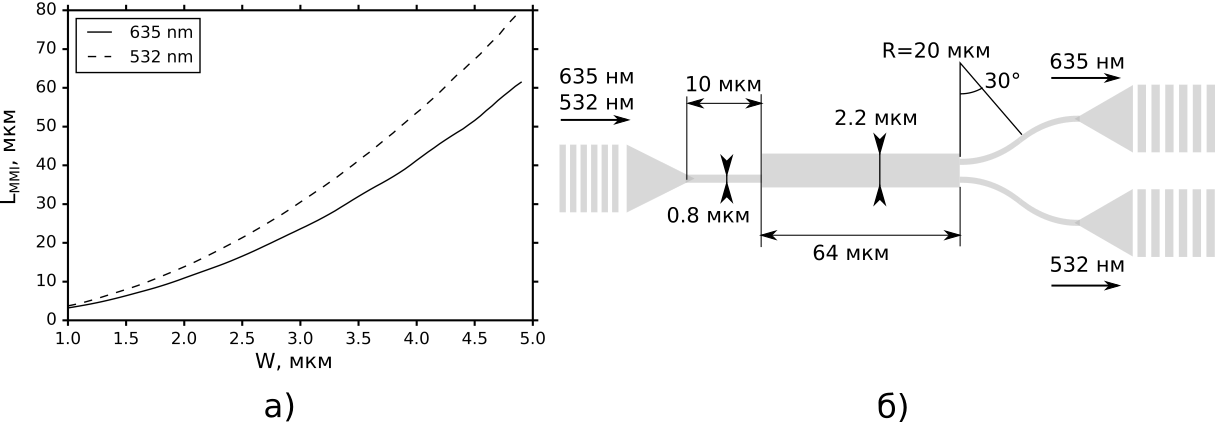 80
70
60
50
40
30
20
10
0
L_MMI, мкм
635 nm
532 nm
1.0 1.5 2.0 2.5 3.0 3.5 4.0 4.5 5.0
W, мкм
а)
635 нм
532 нм
10 мкм
0.8 мкм
2.2 мкм
64 мкм
R=20 мкм
30°
635 нм
532 нм
б)